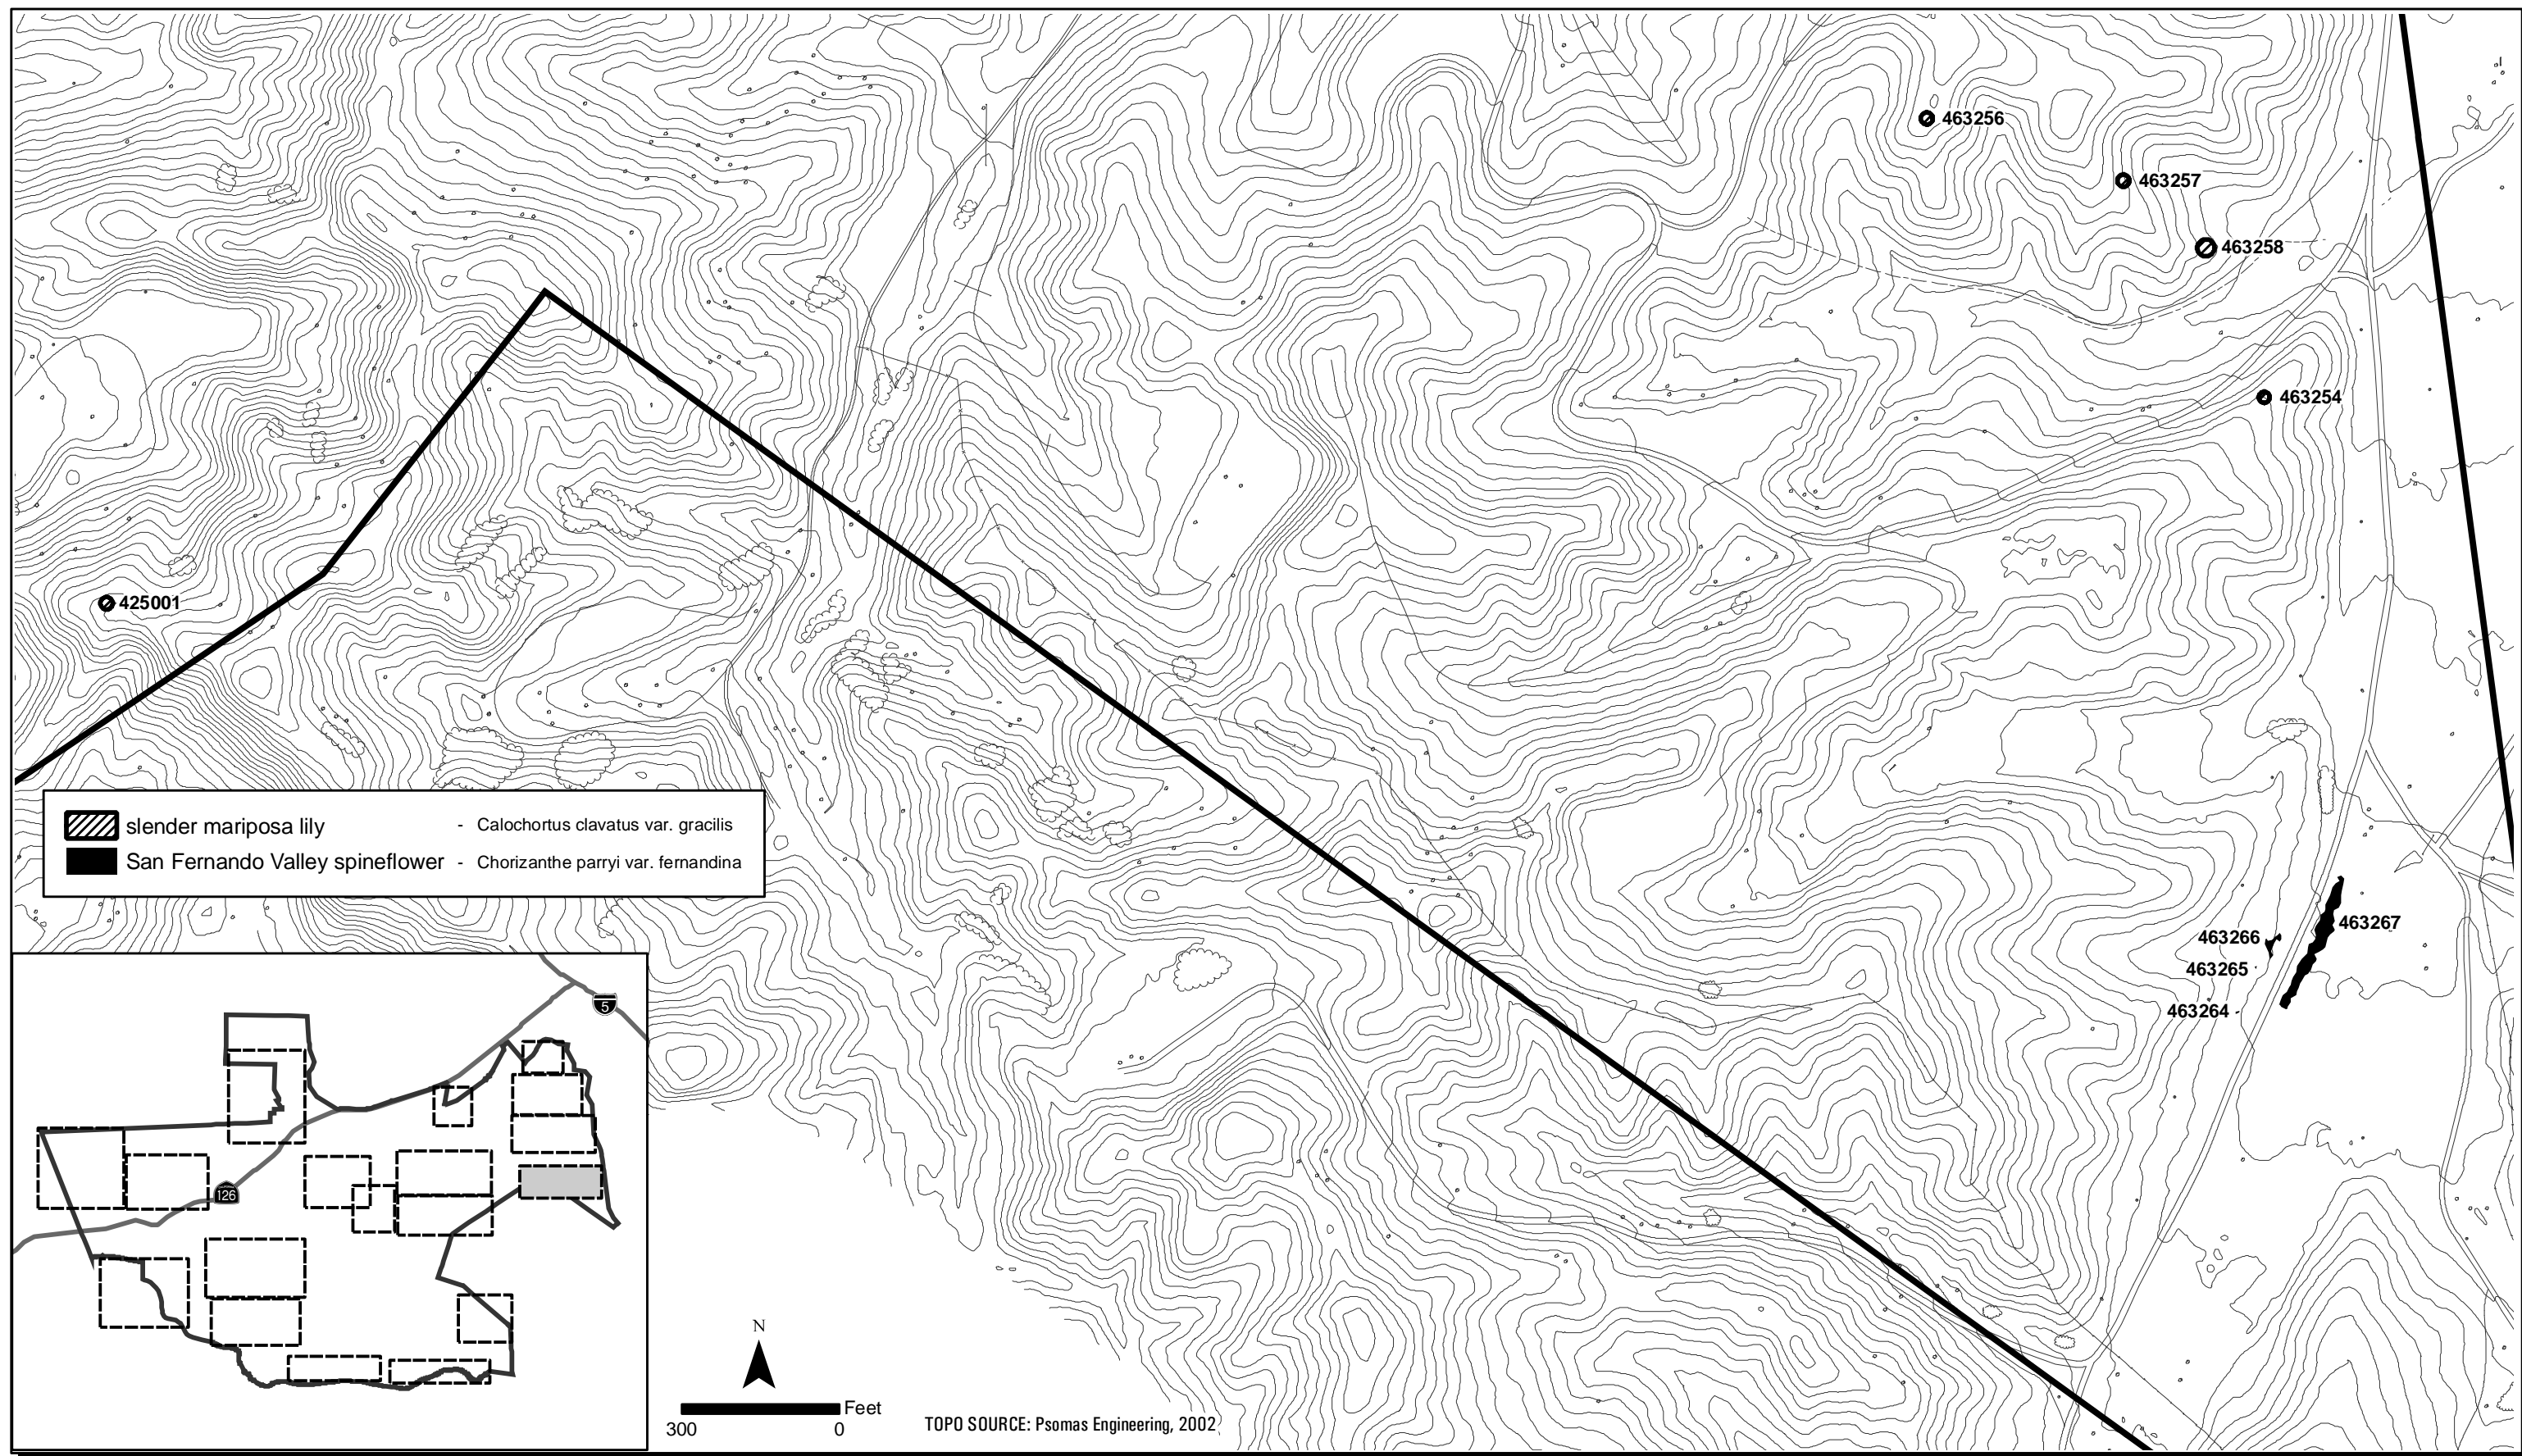 463256
463257
463258
463254
425001
slender mariposa lily - Calochortus clavatus var. gracilis
San Fernando Valley spineflower - Chorizanthe parryi var. fernandina
463267
463266
463265
463264
5
126
N
Feet
300 0
TOPO SOURCE: Psomas Engineering, 2002